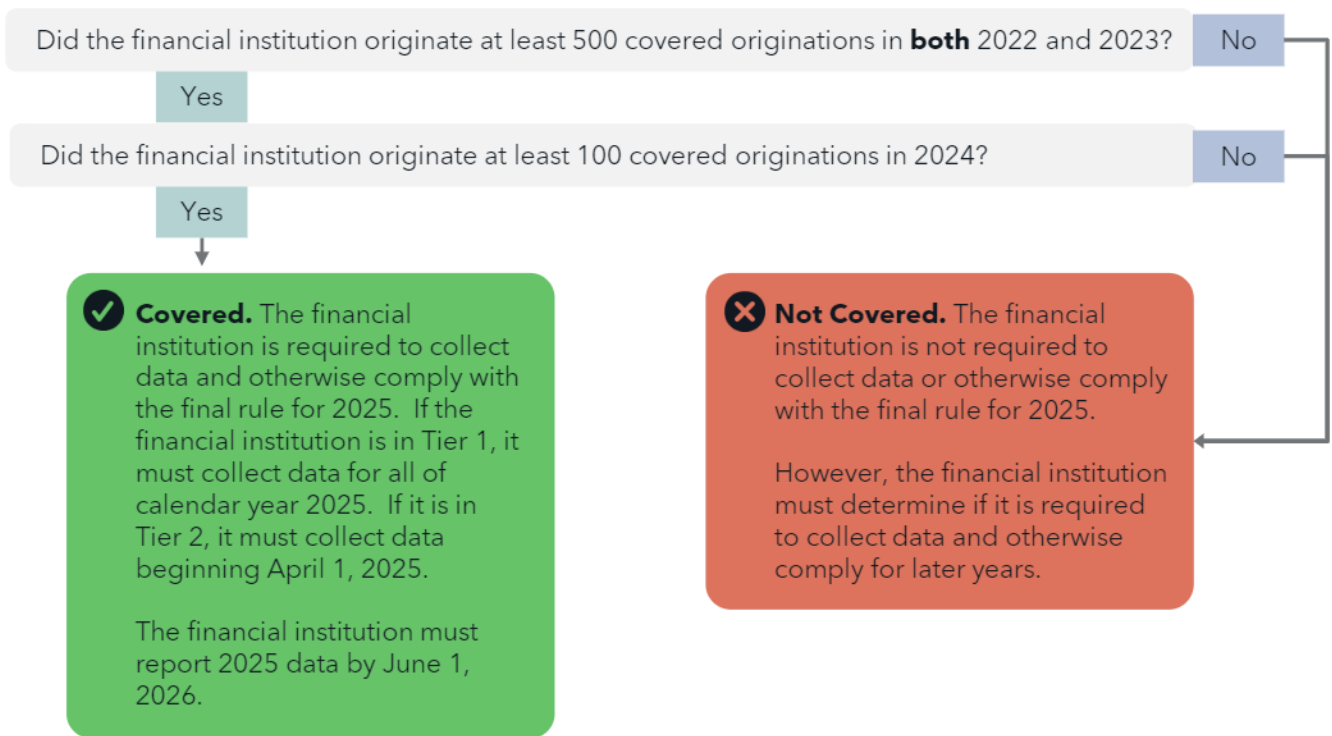 Did the financial institution originate at least 500 covered originations in both 2022 and 2023?
No
Yes
Did the financial institution originate at least 100 covered originations in 2024?
No
Yes
Covered. The financial
institution is required to collect
data and otherwise comply with
the final rule for 2025.  If the
financial institution is in Tier 1, it
must collect data for all of
calendar year 2025.  If it is in
Tier 2, it must collect data
beginning April 1, 2025.
The financial institution must
report 2025 data by June 1,
2026.
Not Covered. The financial
institution is not required to
collect data or otherwise comply
with the final rule for 2025.
However, the financial institution
must determine if it is required
to collect data and otherwise
comply for later years.